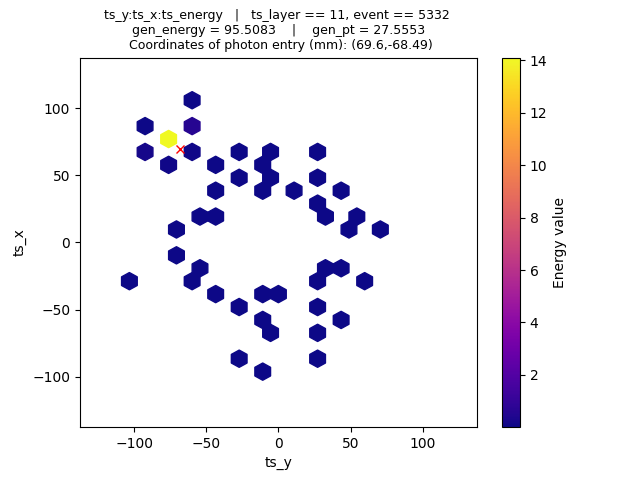 ts_y:ts_x:ts_energy | ts_layer == 11, event == 5332
gen_energy = 95.5083 | gen_pt = 27.5553
Coordinates of photon entry (mm): (69.6,-68.49)
100
50
0
−50
−100
ts_x
−100 −50 0 50 100
ts_y
14
12
10
8
6
4
2
Energy value